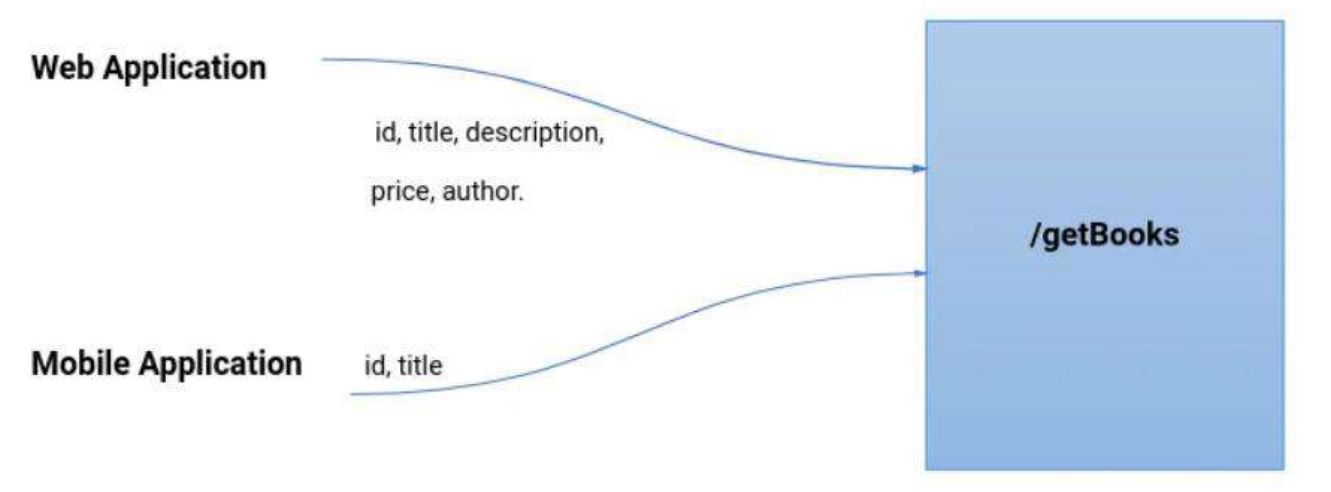 Web Application
id, title, description,
price, author.
/getBooks
Mobile Application
id, title